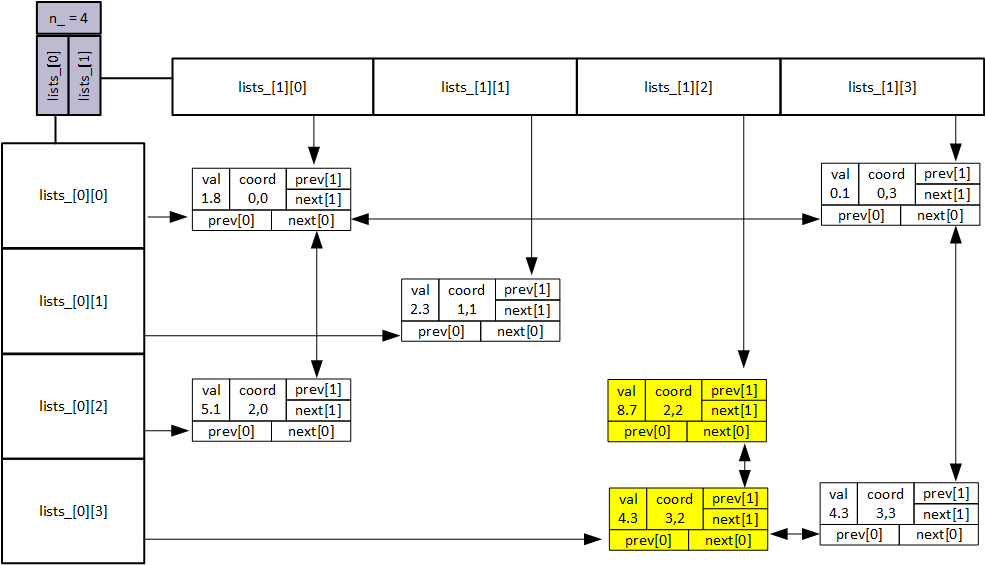 n_ = 4
lists_[0]
lists_[1]
lists_[1][0]
lists_[1][1]
lists_[1][2]
lists_[1][3]
lists_[0][0]
lists_[0][1]
lists_[0][2]
lists_[0][3]
val coord prev[1]
1.8 0,0 next[1]
prev[0] next[0]
val coord prev[1]
0.1 0,3 next[1]
prev[0] next[0]
val coord prev[1]
2.3 1,1 next[1]
prev[0] next[0]
val coord prev[1]
5.1 2,0 next[1]
prev[0] next[0]
val coord prev[1]
8.7 2,2 next[1]
prev[0] next[0]
val coord prev[1]
4.3 3,2 next[1]
prev[0] next[0]
val coord prev[1]
4.3 3,3 next[1]
prev[0] next[0]